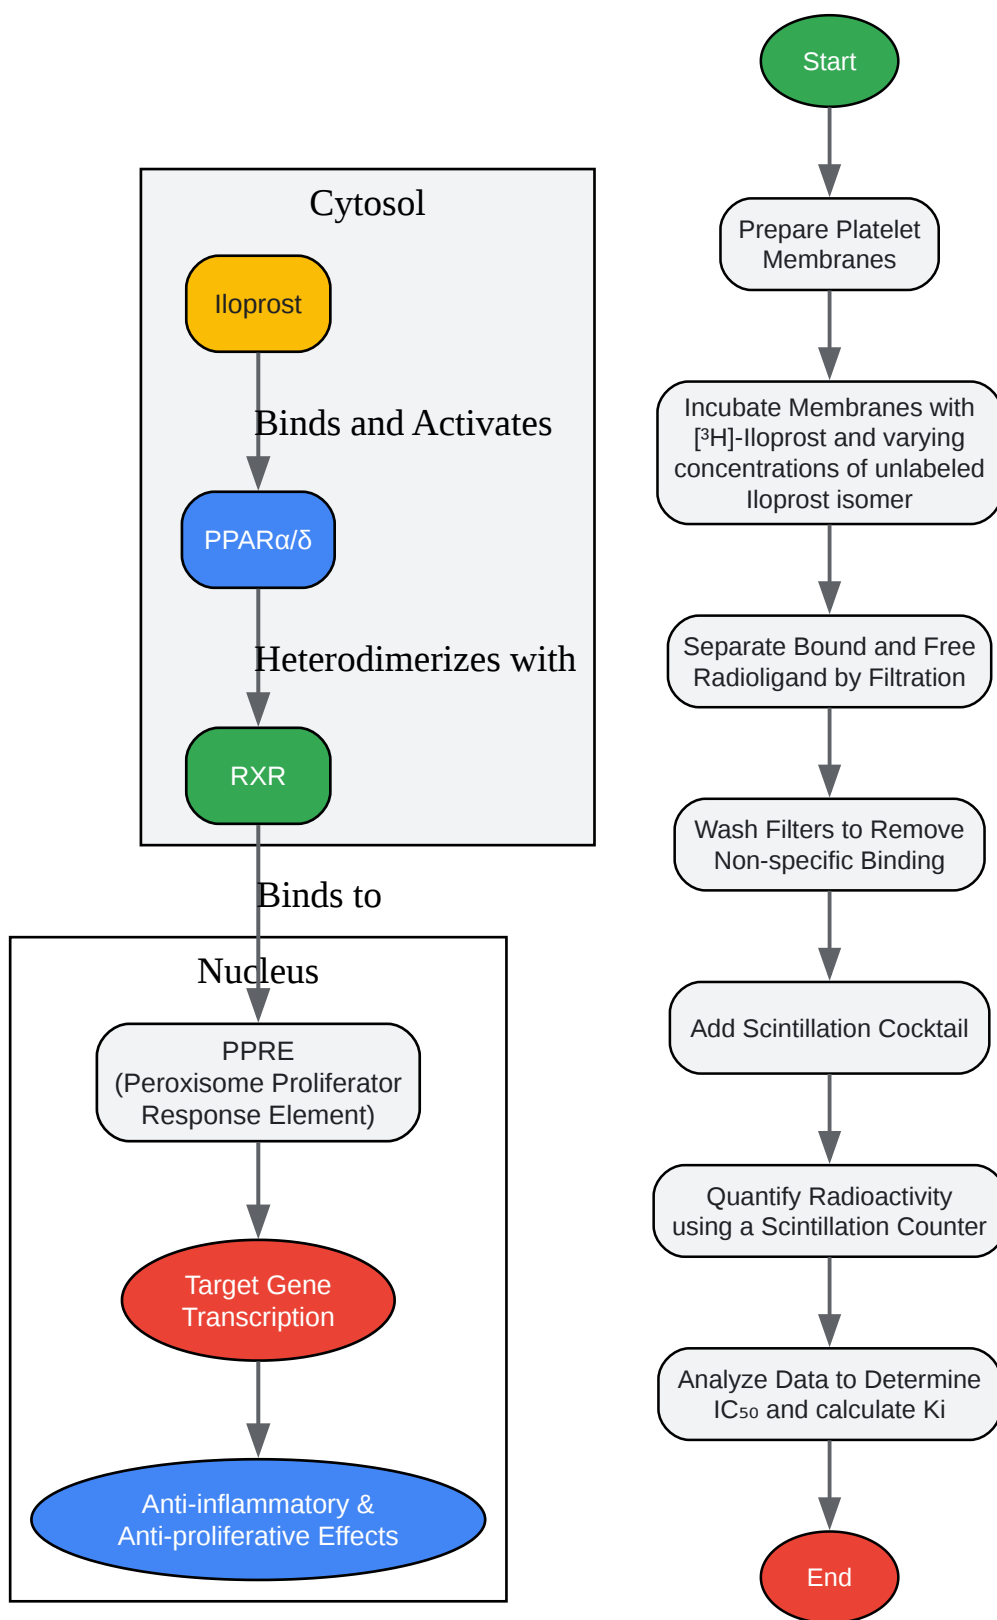 Cytosol
Iloprost
Binds and Activates
PPARα/δ
Heterodimerizes with
RXR
Binds to
Nucleus
PPRE
(Peroxisome Proliferator
Response Element)
Target Gene
Transcription
Anti-inflammatory &
Anti-proliferative Effects
Start
Prepare Platelet
Membranes
Incubate Membranes with
[³H]-Iloprost and varying
concentrations of unlabeled
Iloprost isomer
Separate Bound and Free
Radioligand by Filtration
Wash Filters to Remove
Non-specific Binding
Add Scintillation Cocktail
Quantify Radioactivity
using a Scintillation Counter
Analyze Data to Determine
IC₅₀ and calculate Ki
End